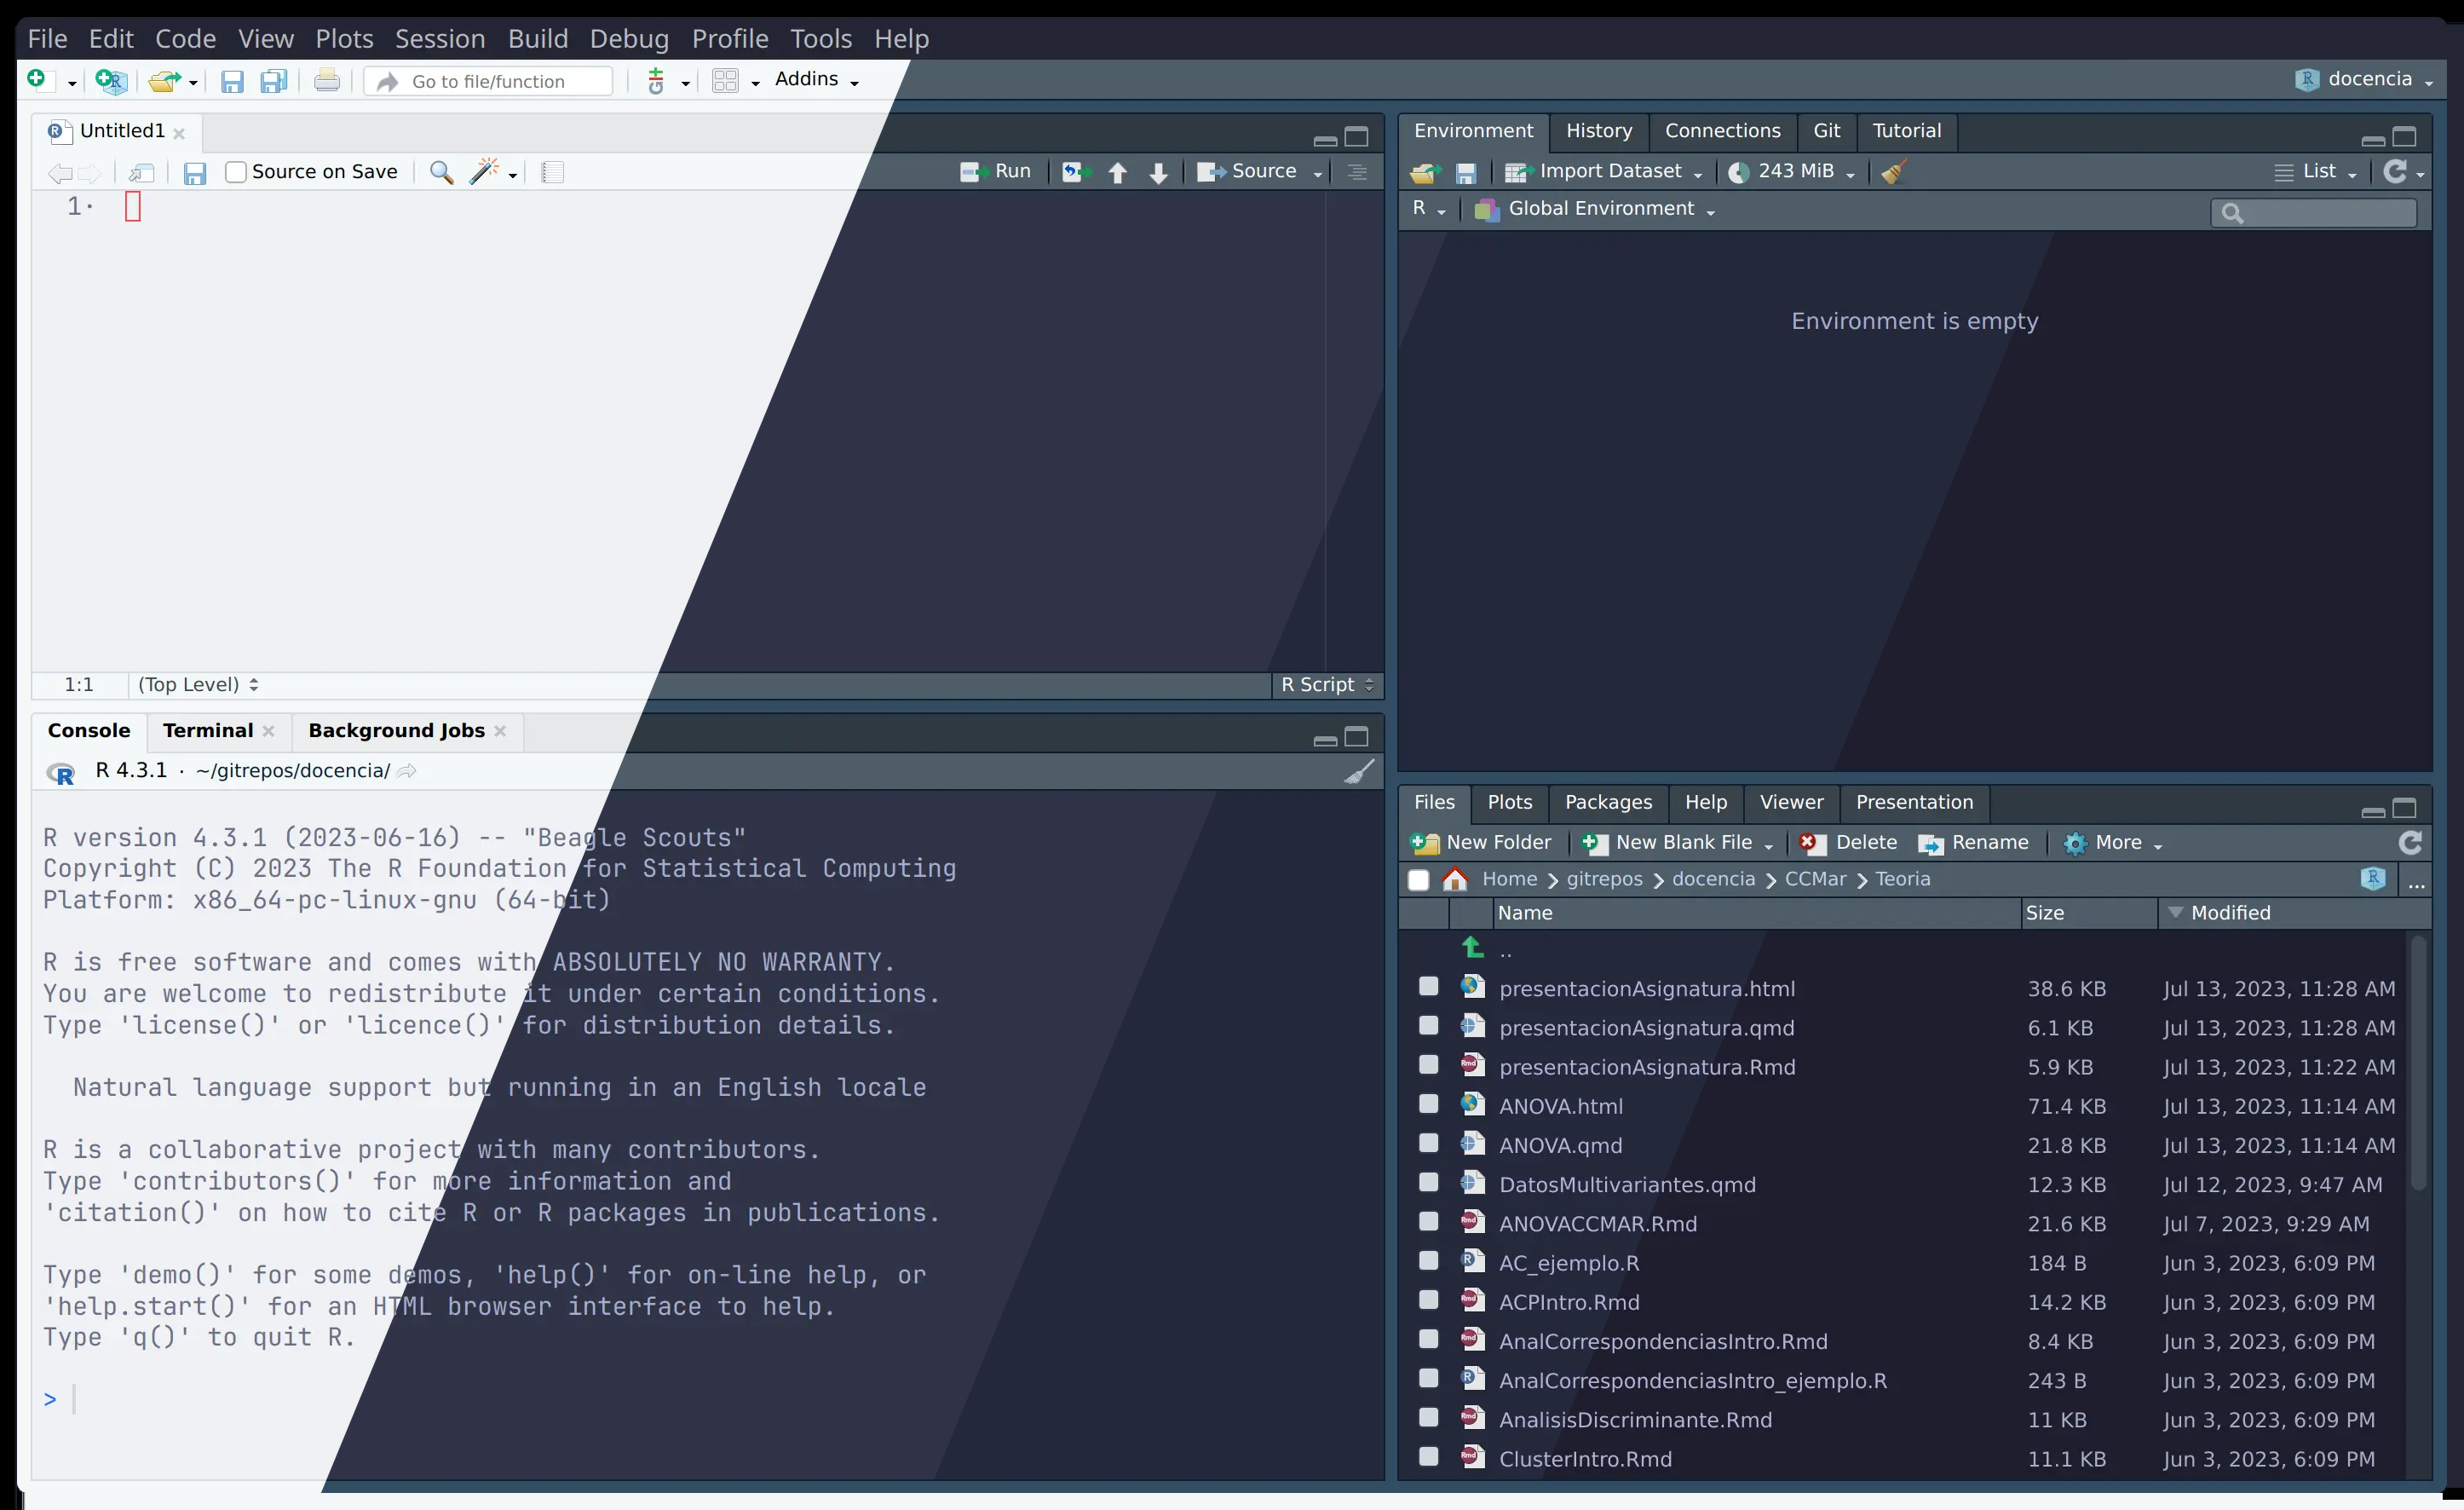 File Edit Code View Plots Session Build Debug Profile Tools Help
Go to file/function Addins docencia
Untitled1
Source on Save Run Source
1
1:1 (Top Level) R Script
Console Terminal Background Jobs
R 4.3.1 · ~/gitrepos/docencia/
R version 4.3.1 (2023-06-16) -- "Beagle Scouts"
Copyright (C) 2023 The R Foundation for Statistical Computing
Platform: x86_64-pc-linux-gnu (64-bit)
R is free software and comes with ABSOLUTELY NO WARRANTY.
You are welcome to redistribute it under certain conditions.
Type 'license()' or 'licence()' for distribution details.
Natural language support but running in an English locale
R is a collaborative project with many contributors.
Type 'contributors()' for more information and
'citation()' on how to cite R or R packages in publications.
Type 'demo()' for some demos, 'help()' for on-line help, or
'help.start()' for an HTML browser interface to help.
Type 'q()' to quit R.
>
Environment History Connections Git Tutorial
Import Dataset 243 MiB List
R Global Environment
Environment is empty
Files Plots Packages Help Viewer Presentation
New Folder New Blank File Delete Rename More
Home gitrepos docencia CCMar Teoria ...
Name Size Modified
..
presentacionAsignatura.html 38.6 KB Jul 13, 2023, 11:28 AM
presentacionAsignatura.qmd 6.1 KB Jul 13, 2023, 11:28 AM
presentacionAsignatura.Rmd 5.9 KB Jul 13, 2023, 11:22 AM
ANOVA.html 71.4 KB Jul 13, 2023, 11:14 AM
ANOVA.qmd 21.8 KB Jul 13, 2023, 11:14 AM
DatosMultivariantes.qmd 12.3 KB Jul 12, 2023, 9:47 AM
ANOVACCMAR.Rmd 21.6 KB Jul 7, 2023, 9:29 AM
AC_ejemplo.R 184 B Jun 3, 2023, 6:09 PM
ACPIntro.Rmd 14.2 KB Jun 3, 2023, 6:09 PM
AnalCorrespondenciasIntro.Rmd 8.4 KB Jun 3, 2023, 6:09 PM
AnalCorrespondenciasIntro_ejemplo.R 243 B Jun 3, 2023, 6:09 PM
AnalisisDiscriminante.Rmd 11 KB Jun 3, 2023, 6:09 PM
ClusterIntro.Rmd 11.1 KB Jun 3, 2023, 6:09 PM